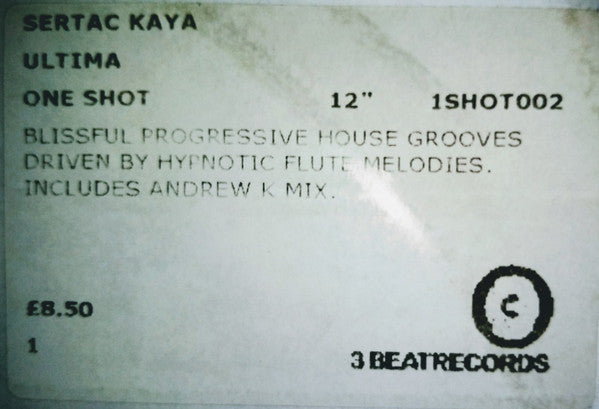 SERTAC KAYA
ULTIMA
ONE SHOT 12" 1SHOT002
BLISSFUL PROGRESSIVE HOUSE GROOVES
DRIVEN BY HYPNOTIC FLUTE MELODIES.
INCLUDES ANDREW K MIX.
£8.50
1
C
3 BEATRECORDS